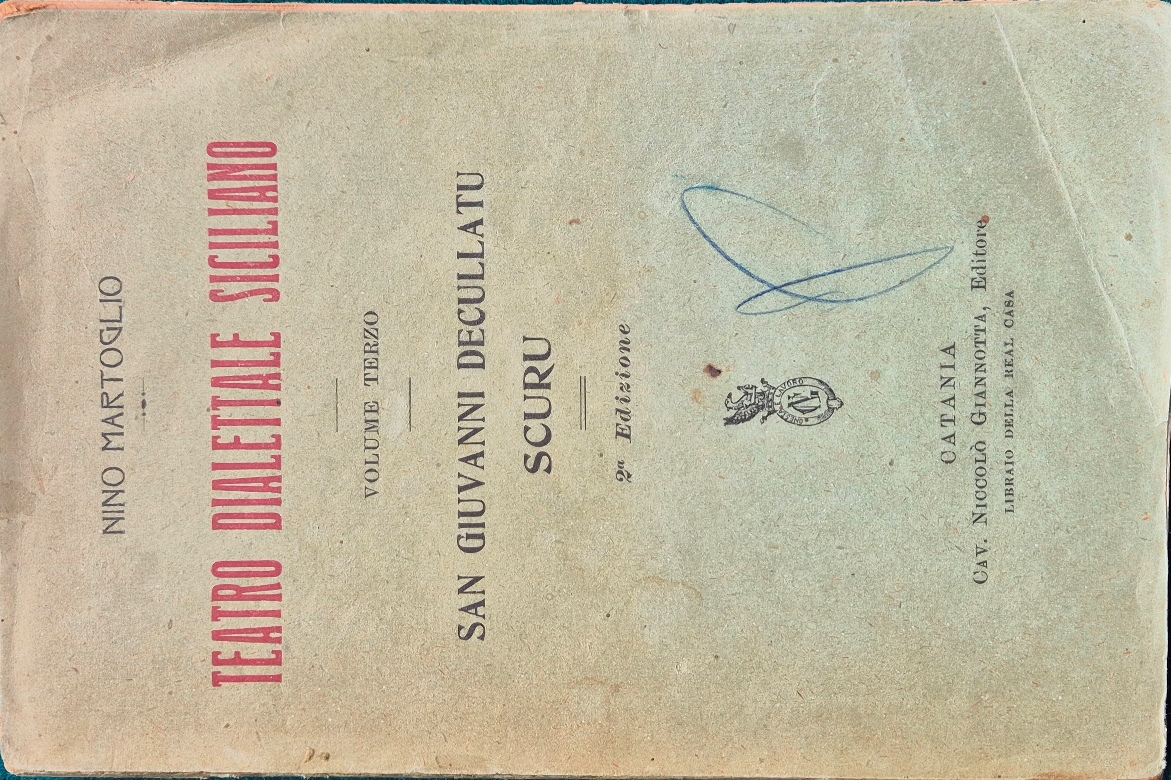 NINO MARTOGLIO
TEATRO DIALETTALE SICILIANO
VOLUME TERZO
SAN GIUVANNI DECULLATU
SCURU
2ª Edizione
CATANIA
CAV. NICCOLÒ GIANNOTTA, Editore
LIBRAIO DELLA REAL CASA